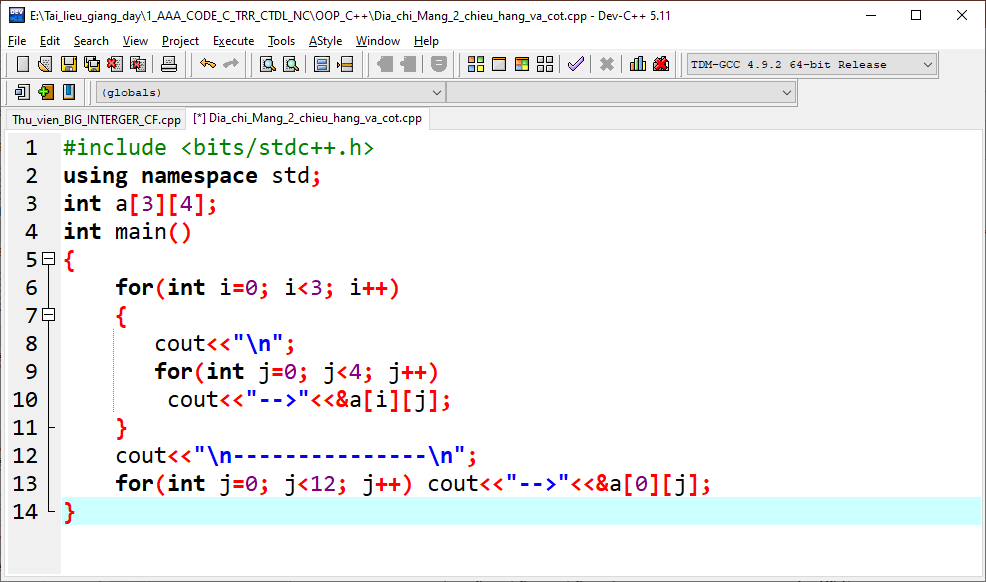 E:\Tai_lieu_giang_day\1_AAA_CODE_C_TRR_CTDL_NC\OOP_C++\Dia_chi_Mang_2_chieu_hang_va_cot.cpp - Dev-C++ 5.11
File Edit Search View Project Execute Tools AStyle Window Help
TDM-GCC 4.9.2 64-bit Release
(globals)
Thu_vien_BIG_INTERGER_CF.cpp [*] Dia_chi_Mang_2_chieu_hang_va_cot.cpp
1 #include <bits/stdc++.h>
2 using namespace std;
3 int a[3][4];
4 int main()
5 {
6 for(int i=0; i<3; i++)
7 {
8 cout<<"\n";
9 for(int j=0; j<4; j++)
10 cout<<"-->"<<&a[i][j];
11 }
12 cout<<"\n---------------\n";
13 for(int j=0; j<12; j++) cout<<"-->"<<&a[0][j];
14 }